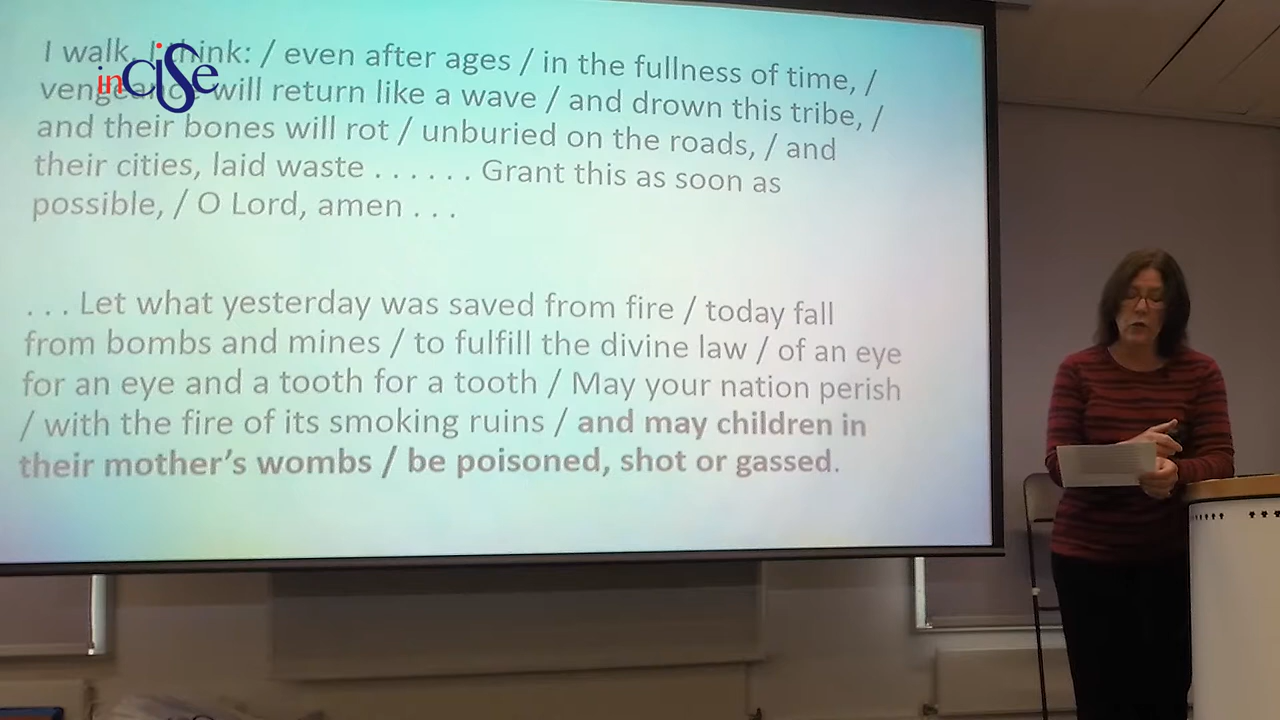 I walk, I think: / even after ages / in the fullness of time, /
inCiSe
vengeance will return like a wave / and drown this tribe, /
and their bones will rot / unburied on the roads, / and
their cities, laid waste . . . . . . Grant this as soon as
possible, / O Lord, amen . . .
. . . Let what yesterday was saved from fire / today fall
from bombs and mines / to fulfill the divine law / of an eye
for an eye and a tooth for a tooth / May your nation perish
/ with the fire of its smoking ruins / and may children in
their mother's wombs / be poisoned, shot or gassed.